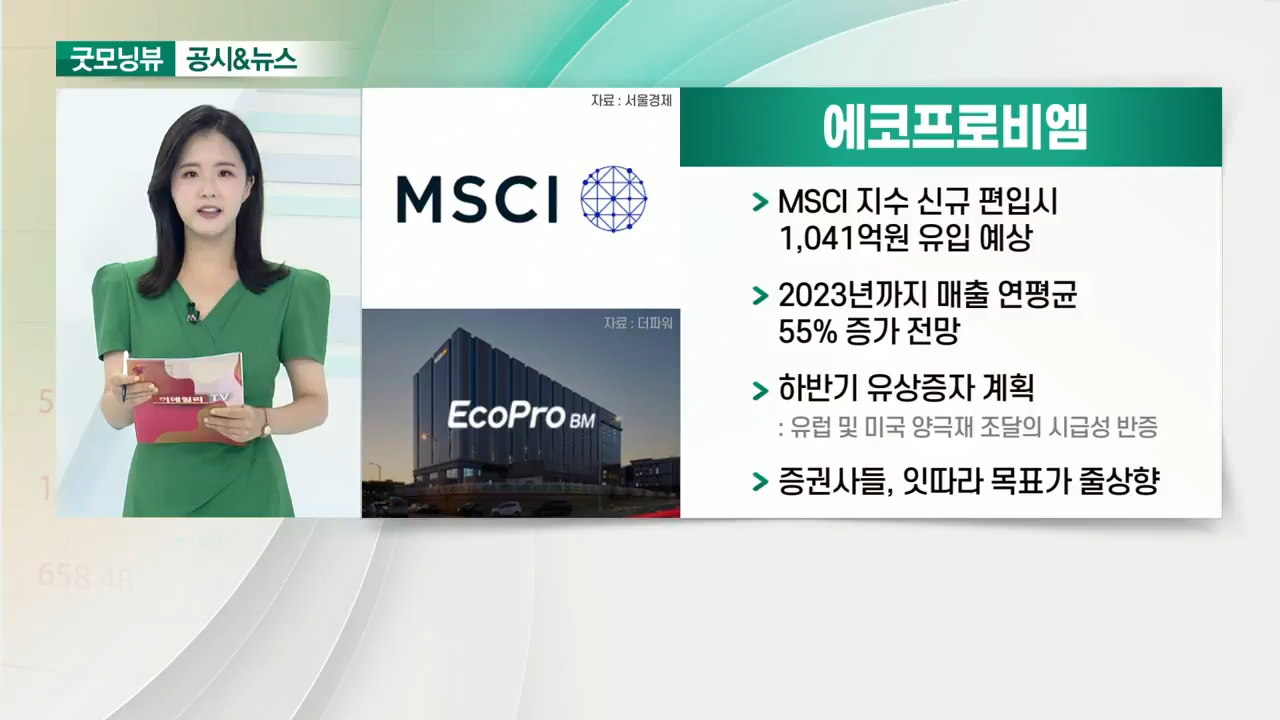 굿모닝뷰 공시&뉴스
자료 : 서울경제
MSCI
자료 : 더파워
EcoPro BM
이데일리 TV
에코프로비엠
> MSCI 지수 신규 편입시
1,041억원 유입 예상
> 2023년까지 매출 연평균
55% 증가 전망
> 하반기 유상증자 계획
: 유럽 및 미국 양극재 조달의 시급성 반증
> 증권사들, 잇따라 목표가 줄상향
658.48